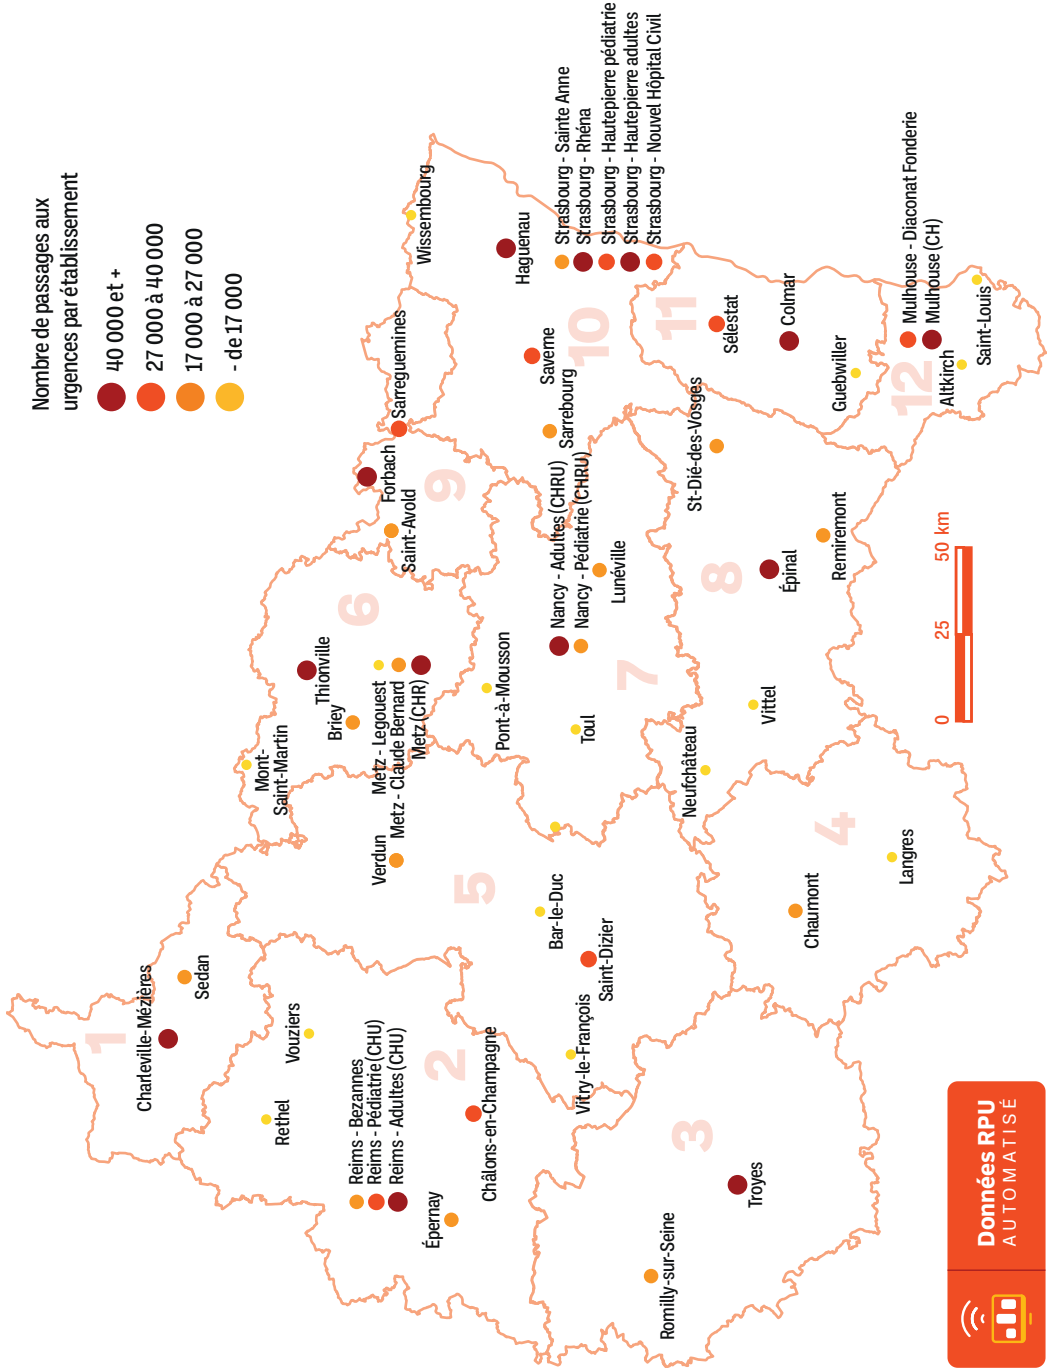 Nombre de passages aux
urgences par établissement
40 000 et +
27 000 à 40 000
17 000 à 27 000
- de 17 000
1
Charleville-Mézières
Sedan
Rethel
Vouziers
2
Reims - Bezannes
Reims - Pédiatrie (CHU)
Reims - Adultes (CHU)
Épernay
Châlons-en-Champagne
Vitry-le-François
3
Romilly-sur-Seine
Troyes
4
Chaumont
Langres
5
Verdun
Bar-le-Duc
Saint-Dizier
6
Mont-
Saint-Martin
Briey
Thionville
Metz - Legouest
Metz - Claude Bernard
Metz (CHR)
7
Pont-à-Mousson
Toul
Nancy - Adultes (CHRU)
Nancy - Pédiatrie (CHRU)
Lunéville
8
Neufchâteau
Vittel
Épinal
Remiremont
St-Dié-des-Vosges
9
Forbach
Saint-Avold
Sarreguemines
10
Wissembourg
Haguenau
Saverne
Sarrebourg
Strasbourg - Sainte Anne
Strasbourg - Rhéna
Strasbourg - Hautepierre pédiatrie
Strasbourg - Hautepierre adultes
Strasbourg - Nouvel Hôpital Civil
11
Sélestat
Colmar
Guebwiller
12
Mulhouse - Diaconat Fonderie
Mulhouse (CH)
Altkirch
Saint-Louis
0 25 50 km
Données RPU
AUTOMATISÉ